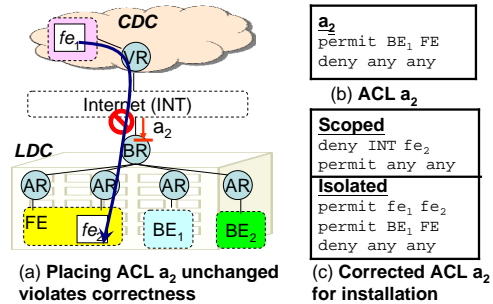 CDC
fe1
VR
Internet (INT)
a2
LDC
BR
AR
AR
AR
AR
FE
fe2
BE1
BE2
(a) Placing ACL a2 unchanged
violates correctness
a2
permit BE1 FE
deny any any
(b) ACL a2
Scoped
deny INT fe2
permit any any
Isolated
permit fe1 fe2
permit BE1 FE
deny any any
(c) Corrected ACL a2
for installation